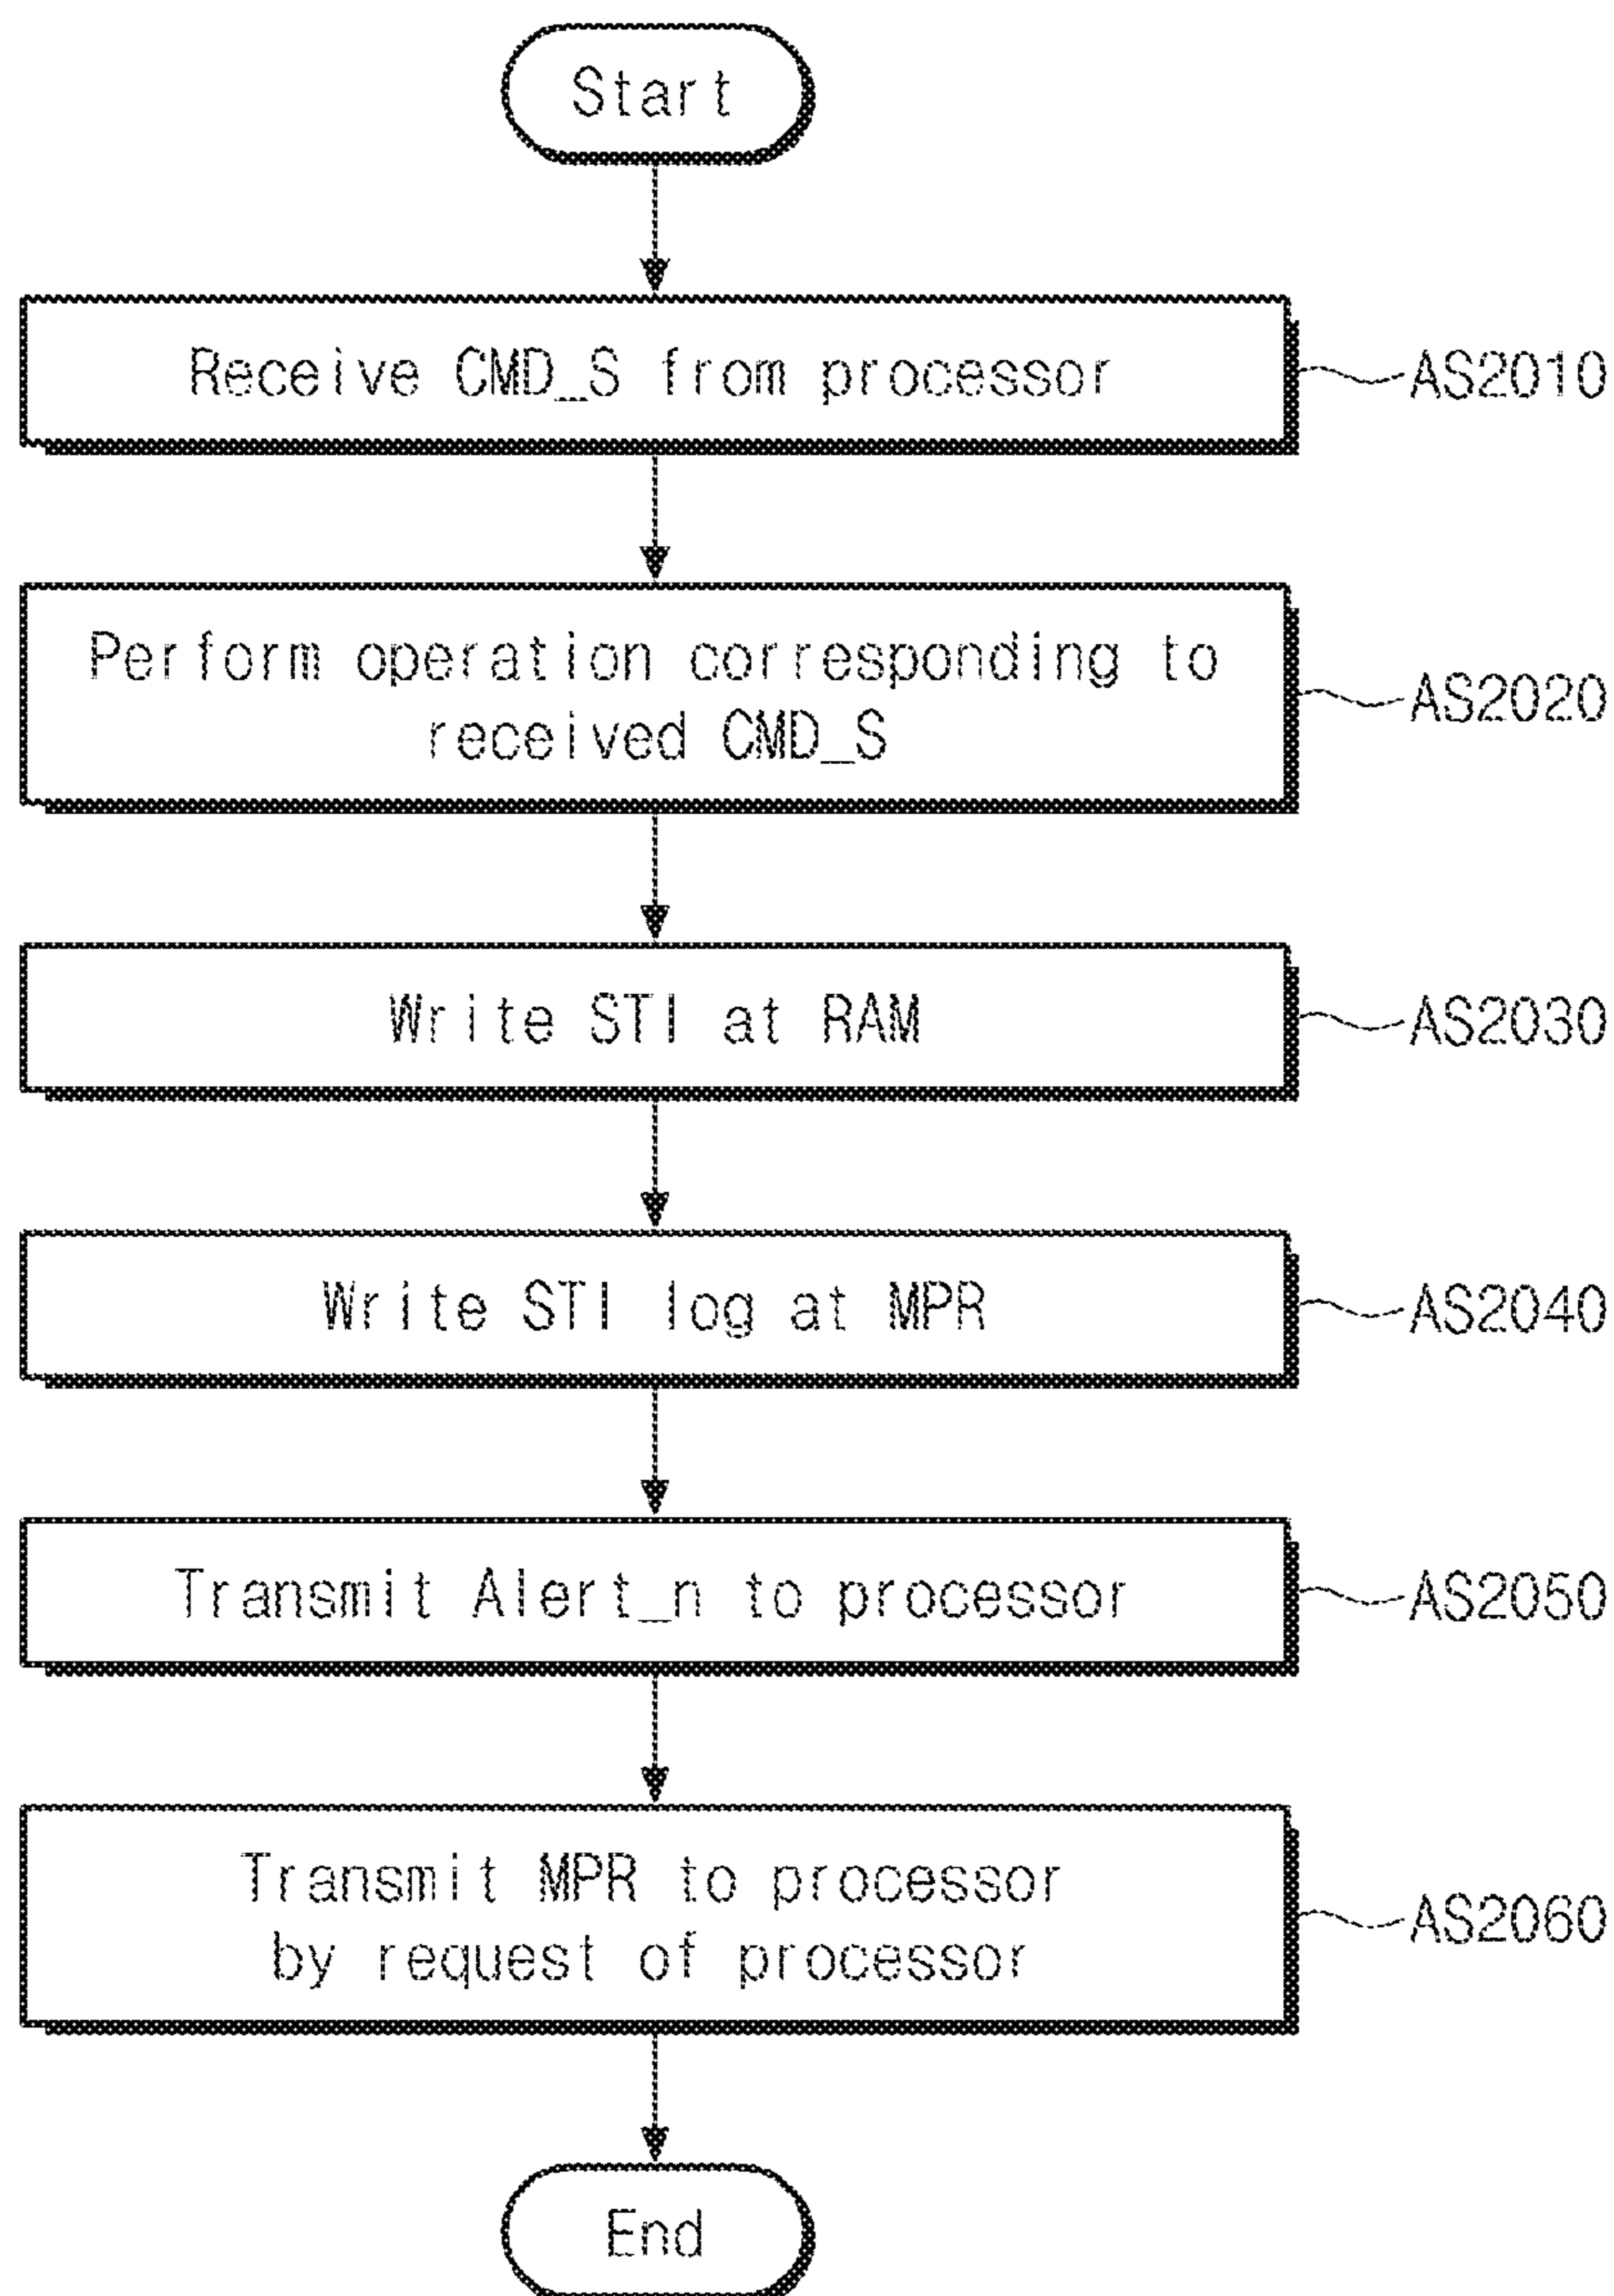 Start
Receive CMD_S from processor
AS2010
Perform operation corresponding to
received CMD_S
AS2020
Write STI at RAM
AS2030
Write STI log at MPR
AS2040
Transmit Alert_n to processor
AS2050
Transmit MPR to processor
by request of processor
AS2060
End